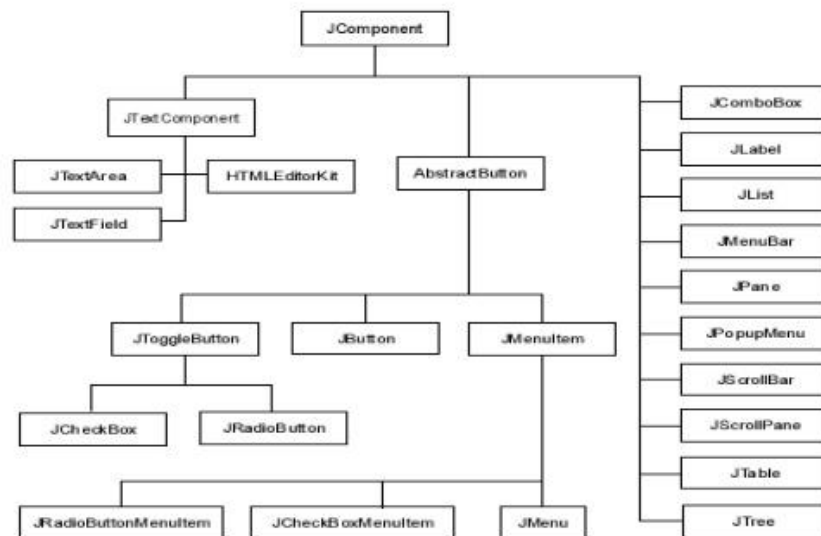 JComponent
JTextComponent
JTextArea
HTMLEditorKit
JTextField
AbstractButton
JComboBox
JLabel
JList
JMenuBar
JPane
JPopupMenu
JScrollBar
JScrollPane
JTable
JTree
JToggleButton
JButton
JMenuItem
JCheckBox
JRadioButton
JRadioButtonMenuItem
JCheckBoxMenuItem
JMenu